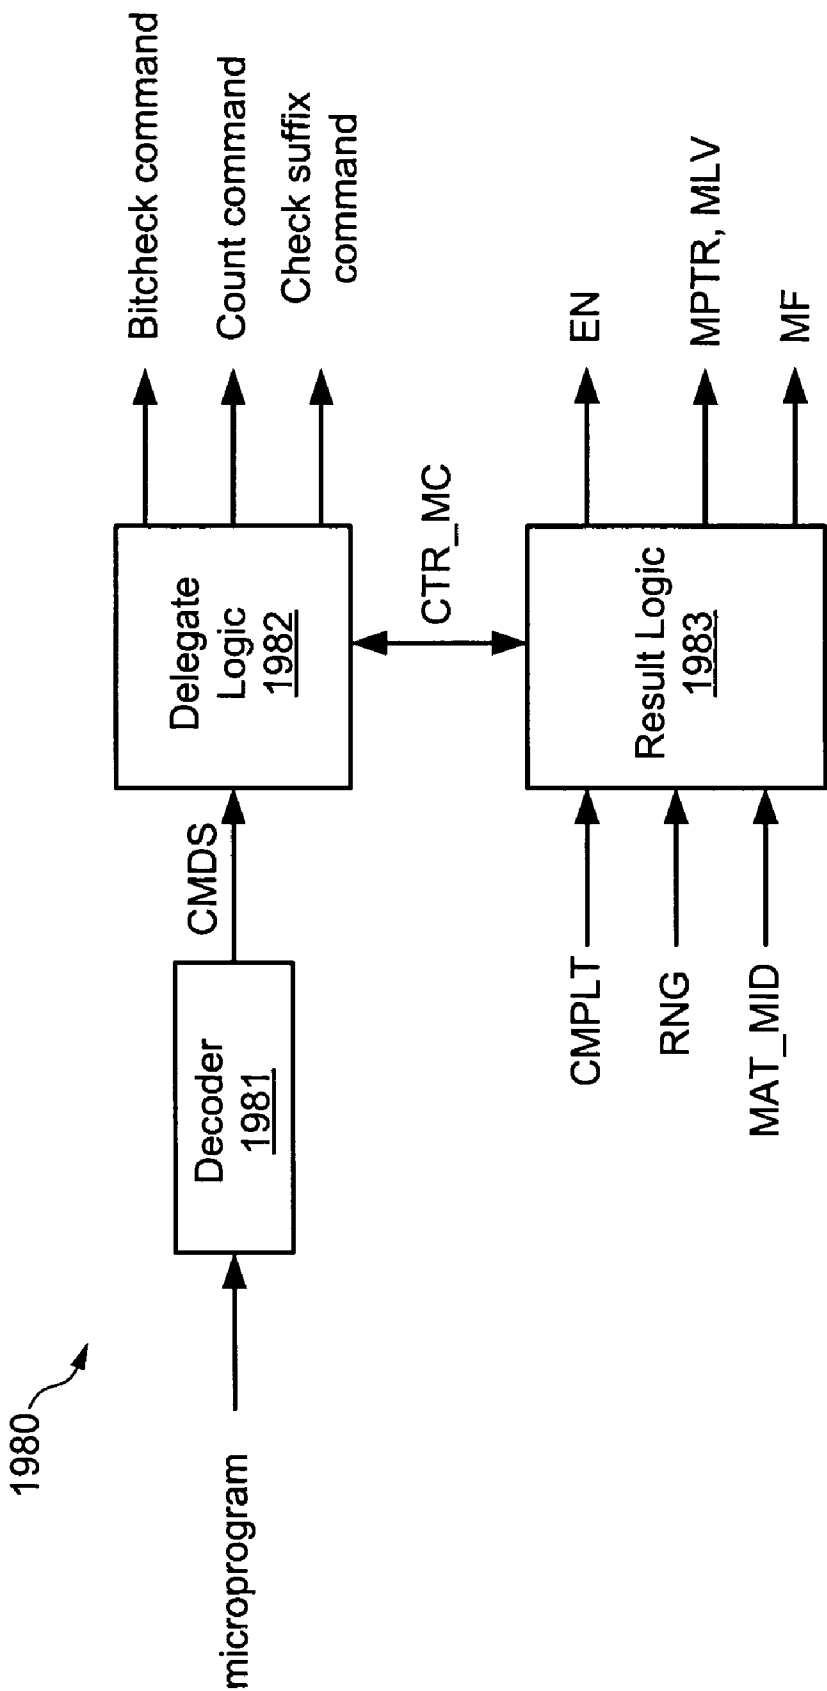 1980
microprogram
Decoder
1981
CMDS
Delegate
Logic
1982
Bitcheck command
Count command
Check suffix
command
CTR_MC
CMPLT
RNG
MAT_MID
Result Logic
1983
EN
MPTR, MLV
MF